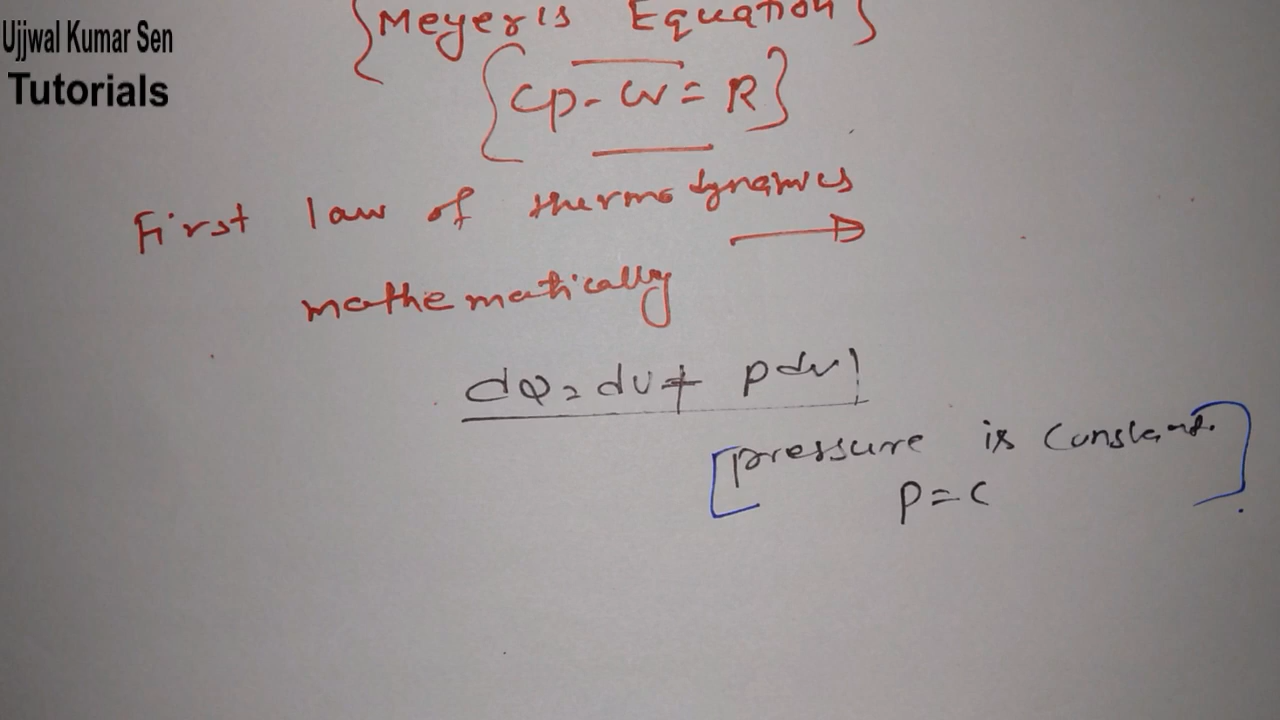 Ujjwal Kumar Sen
Tutorials
{Meyer's Equation}
{Cp - Cv = R}
First law of thermodynamics
mathematically
dQ = dU + pdv
[pressure is constant.
P = C]